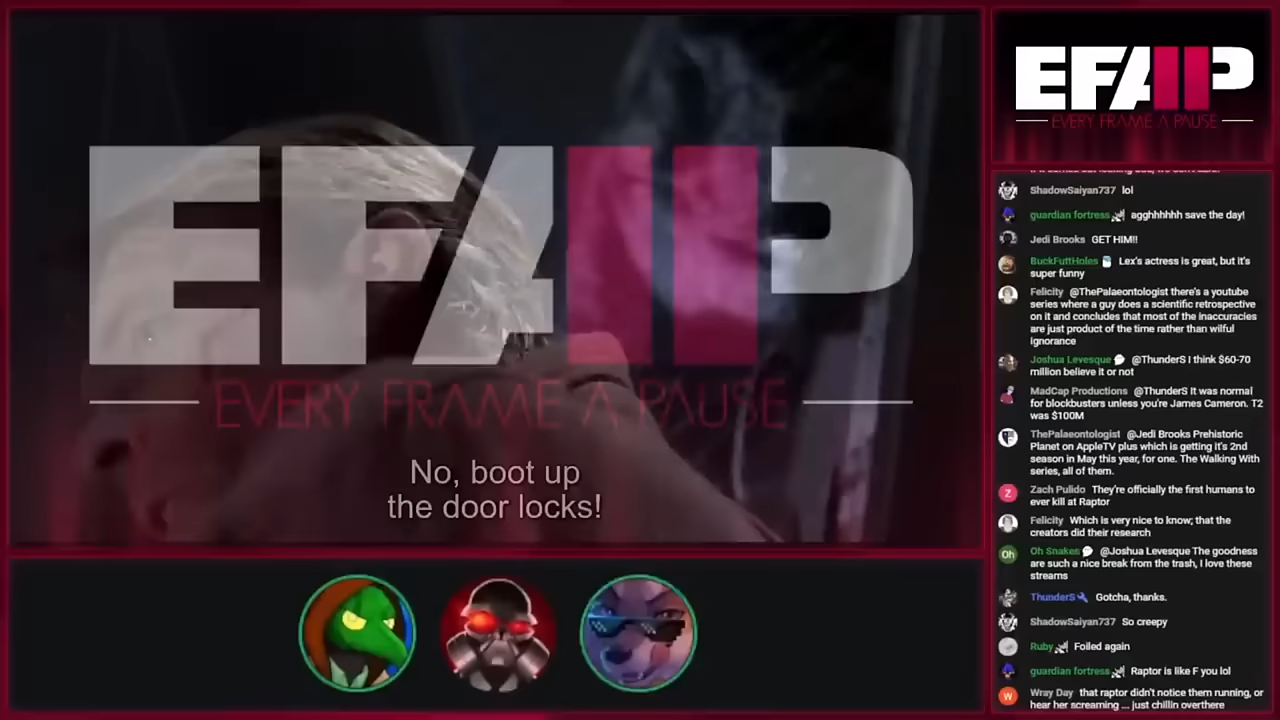 EFAP
EVERY FRAME A PAUSE
No, boot up
the door locks!
EFAP
EVERY FRAME A PAUSE
ShadowSaiyan737 lol
guardian fortress agghhhhhh save the day!
Jedi Brooks GET HIM!!
BuckFuttHoles Lex's actress is great, but it's
super funny
Felicity @ThePalaeontologist there's a youtube
series where a guy does a scientific retrospective
on it and concludes that most of the inaccuracies
are just product of the time rather than wilful
ignorance
Joshua Levesque @ThunderS I think $60-70
million believe it or not
MadCap Productions @ThunderS It was normal
for blockbusters unless you're James Cameron. T2
was $100M
ThePalaeontologist @Jedi Brooks Prehistoric
Planet on AppleTV plus which is getting it's 2nd
season in May this year, for one. The Walking With
series, all of them.
Z
Zach Pulido They're officially the first humans to
ever kill at Raptor
Felicity Which is very nice to know; that the
creators did their research
Oh
Oh Snakes @Joshua Levesque The goodness
are such a nice break from the trash, I love these
streams
ThunderS Gotcha, thanks.
ShadowSaiyan737 So creepy
Ruby Foiled again
guardian fortress Raptor is like F you lol
W
Wray Day that raptor didn't notice them running, or
hear her screaming ... just chillin overthere